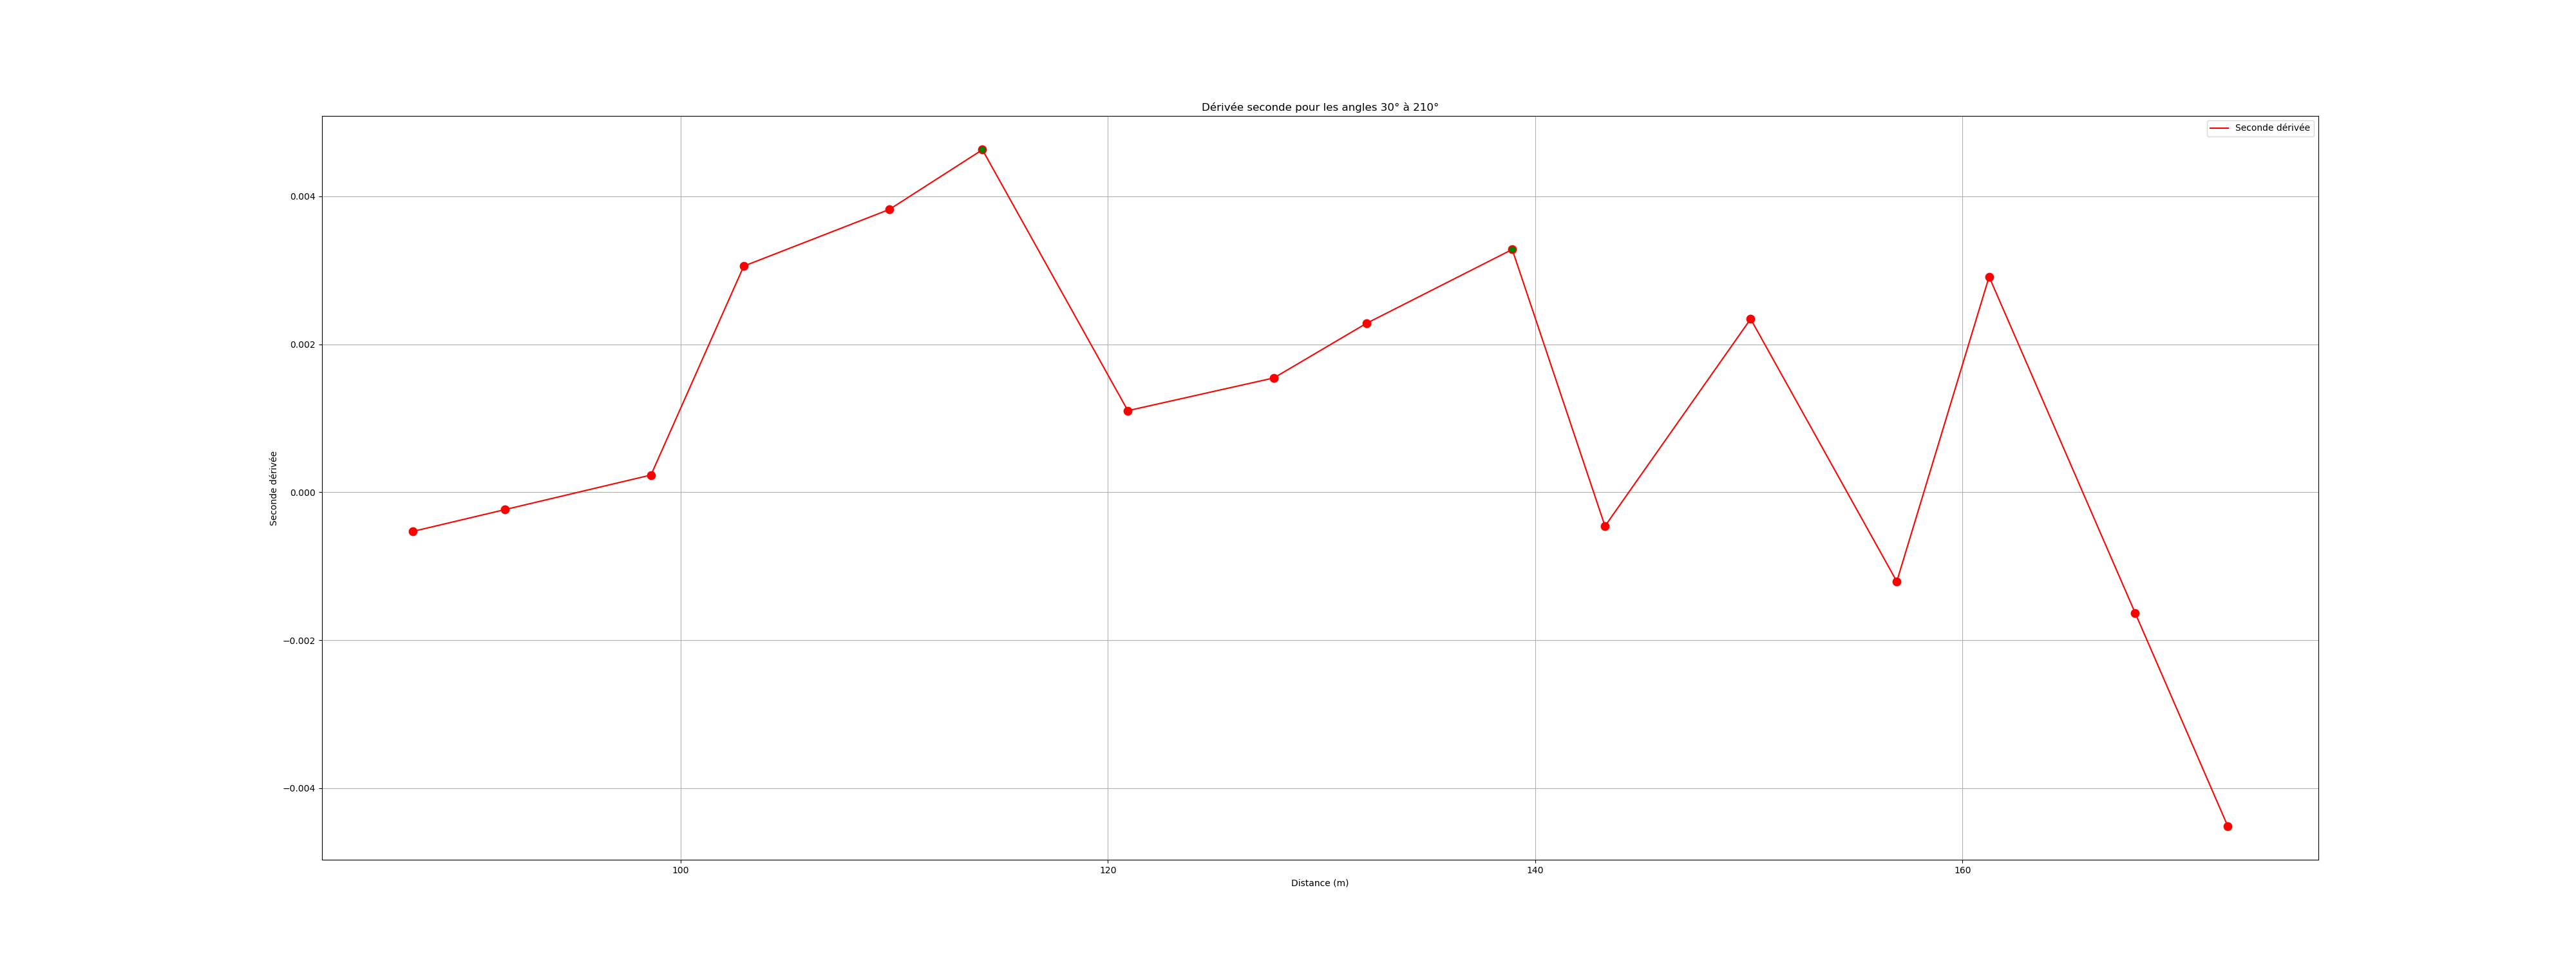 Dérivée seconde pour les angles 30° à 210°
Seconde dérivée
0.004
0.002
0.000
−0.002
−0.004
Seconde dérivée
100
120
140
160
Distance (m)